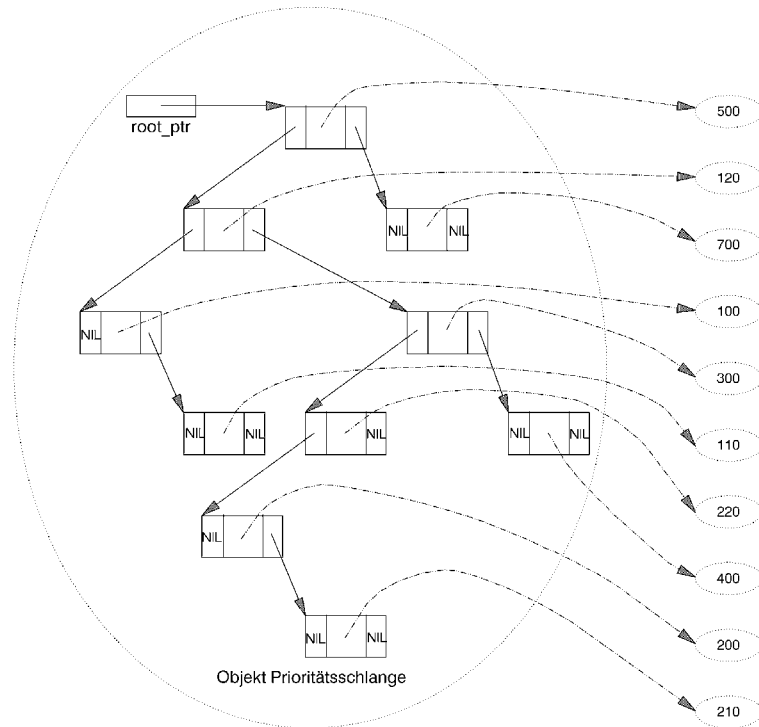 500
root_ptr
120
NIL
NIL
700
100
NIL
300
NIL
NIL
NIL
NIL
NIL
110
220
NIL
400
NIL
NIL
200
Objekt Prioritätsschlange
210